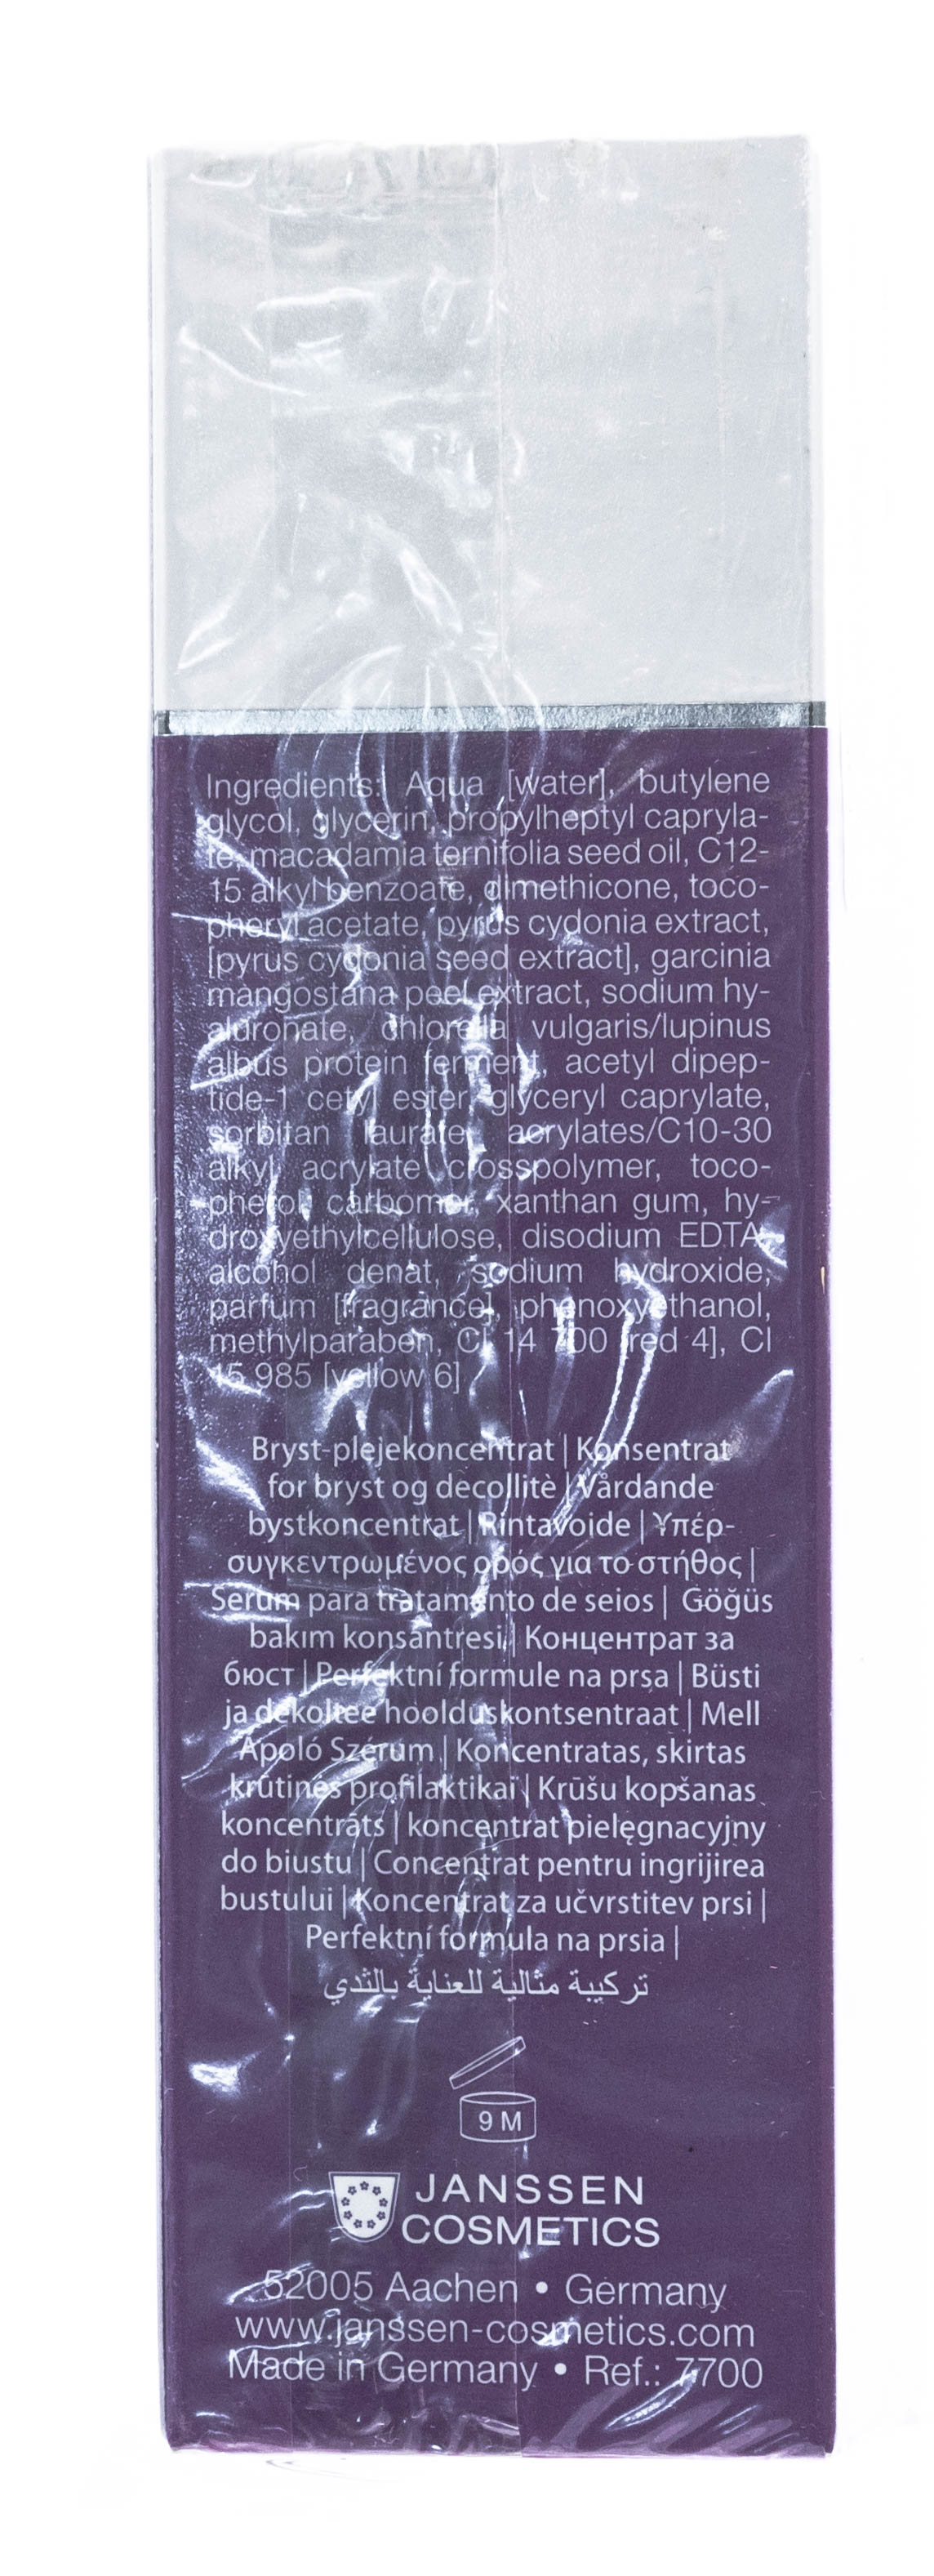 Ingredients: Aqua [water], butylene
glycol, glycerin, propylheptyl capryla-
te, macadamia ternifolia seed oil, C12-
15 alkyl benzoate, dimethicone, toco-
pheryl acetate, pyrus cydonia extract,
[pyrus cydonia seed extract], garcinia
mangostana peel extract, sodium hy-
aluronate, chlorella vulgaris/lupinus
albus protein ferment, acetyl dipep-
tide-1 cetyl ester, glyceryl caprylate,
sorbitan laurate, acrylates/C10-30
alkyl acrylate crosspolymer, toco-
pherol, carbomer, xanthan gum, hy-
droxyethylcellulose, disodium EDTA,
alcohol denat, sodium hydroxide,
parfum [fragrance], phenoxyethanol,
methylparaben, CI 14 700 [red 4], CI
15 985 [yellow 6]
Bryst-plejekoncentrat | Konsentrat
for bryst og decollitè | Vårdande
bystkoncentrat | Rintavoide | Υπέρ-
συγκεντρωμένος ορός για το στήθος |
Serum para tratamento de seios | Göğüs
bakım konsantresi | Концентрат за
бюст | Perfektní formule na prsa | Büsti
ja dekoltee hoolduskontsentraat | Mell
Ápoló Szérum | Koncentratas, skirtas
krūtinės profilaktikai | Krūšu kopšanas
koncentrāts | koncentrat pielęgnacyjny
do biustu | Concentrat pentru ingrijirea
bustului | Koncentrat za učvrstitev prsi |
Perfektní formula na prsia |
تركيبة مثالية للعناية بالثدي
9 M
JANSSEN
COSMETICS
52005 Aachen • Germany
www.janssen-cosmetics.com
Made in Germany • Ref.: 7700